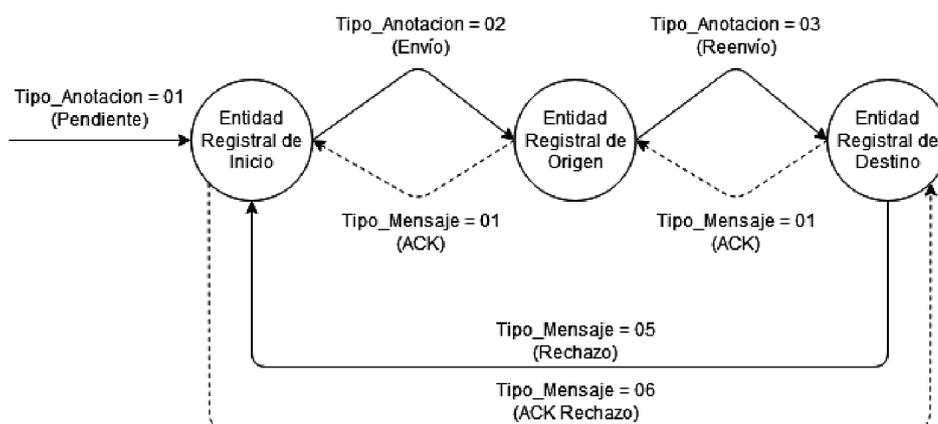 Tipo_Anotacion = 02
(Envío)
Tipo_Anotacion = 03
(Reenvío)
Tipo_Anotacion = 01
(Pendiente)
Entidad
Registral de
Inicio
Entidad
Registral de
Origen
Entidad
Registral de
Destino
Tipo_Mensaje = 01
(ACK)
Tipo_Mensaje = 01
(ACK)
Tipo_Mensaje = 05
(Rechazo)
Tipo_Mensaje = 06
(ACK Rechazo)